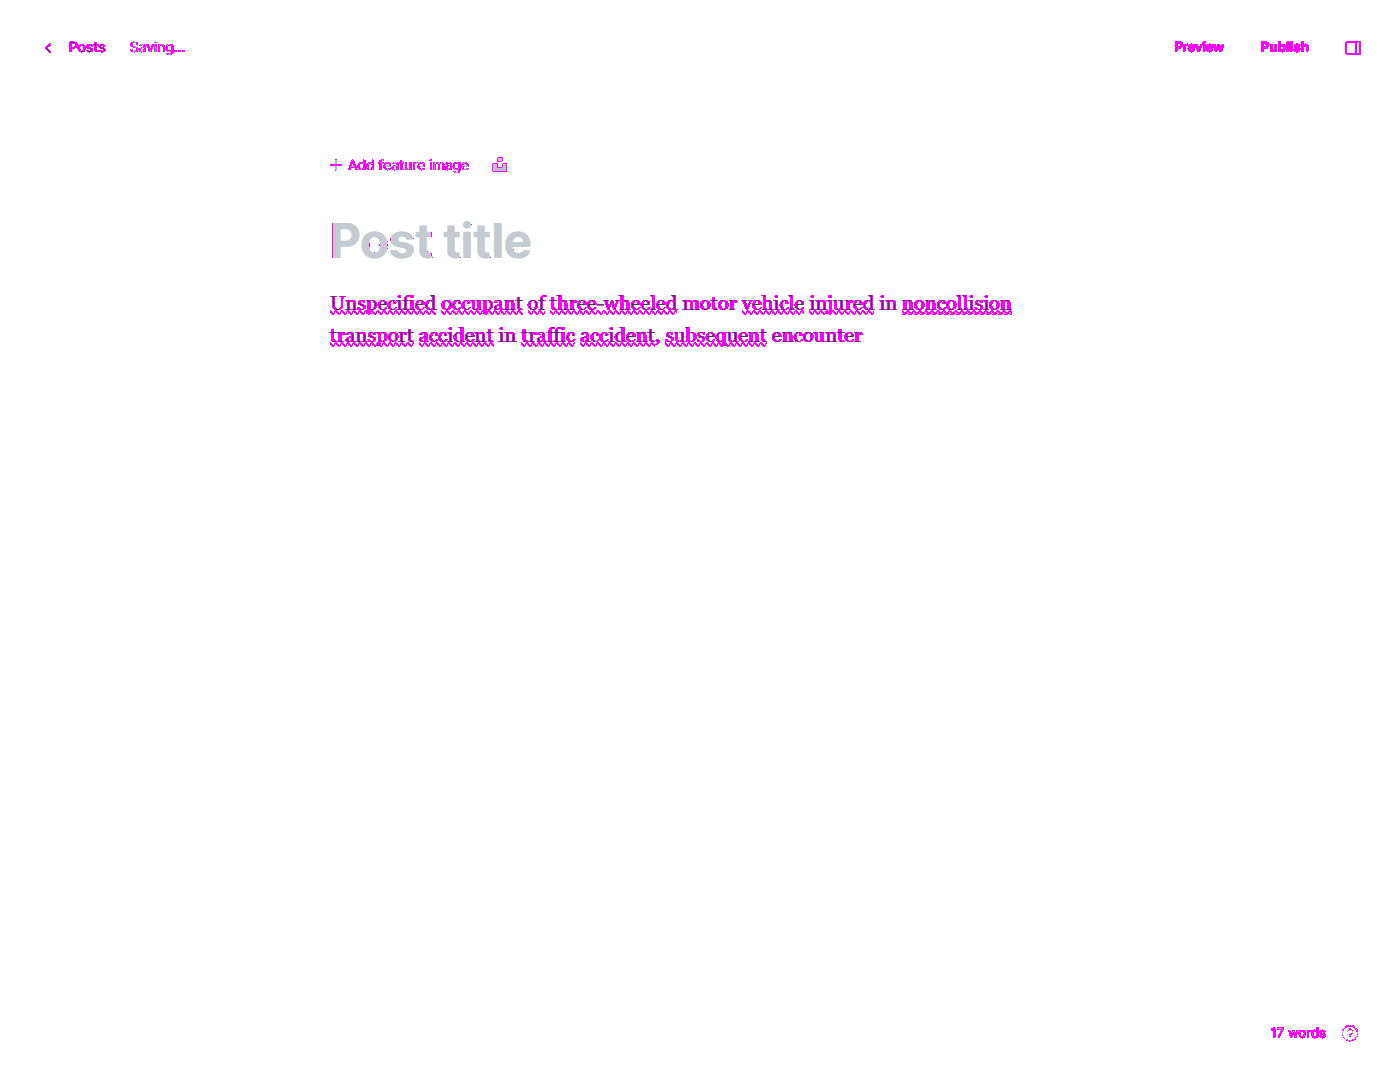 Posts Saving... Preview Publish
Add feature image
Post title
Unspecified occupant of three-wheeled motor vehicle injured in noncollision
transport accident in traffic accident, subsequent encounter
17 words